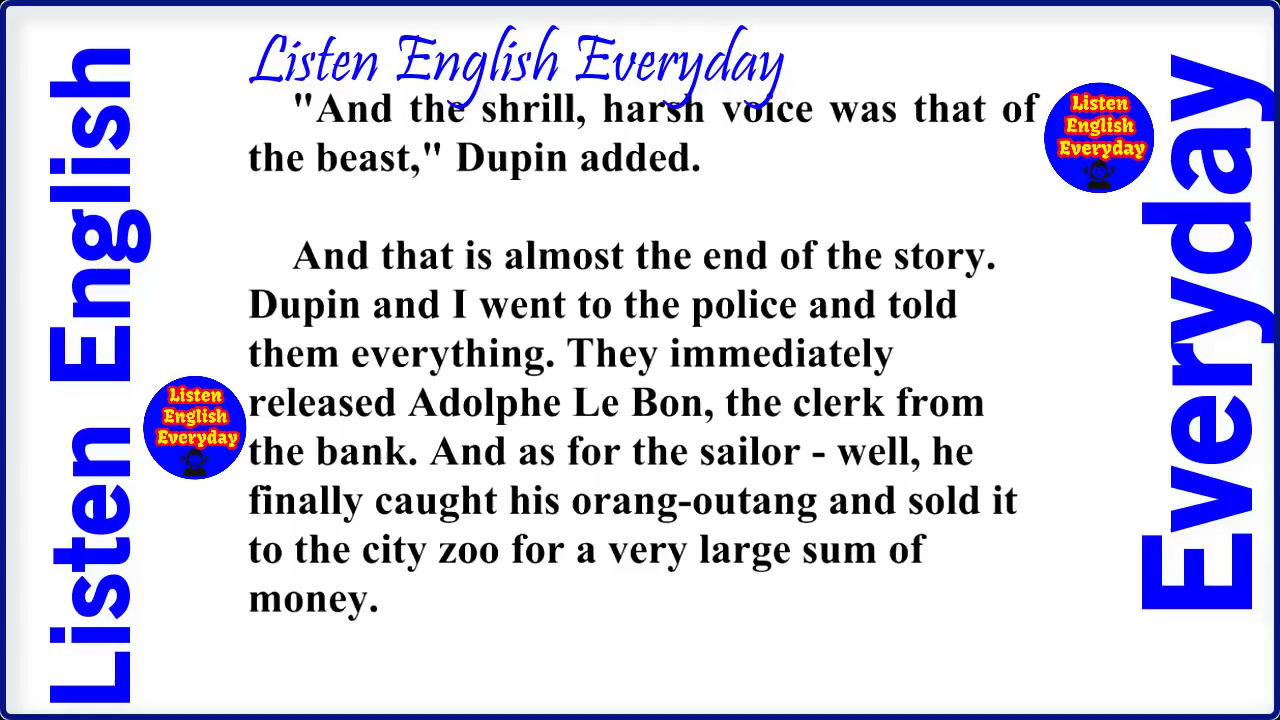 Listen English Everyday
"And the shrill, harsh voice was that of
the beast," Dupin added.
And that is almost the end of the story.
Dupin and I went to the police and told
them everything. They immediately
released Adolphe Le Bon, the clerk from
the bank. And as for the sailor - well, he
finally caught his orang-outang and sold it
to the city zoo for a very large sum of
money.
Listen English
Everyday
Listen
English
Everyday
Listen
English
Everyday